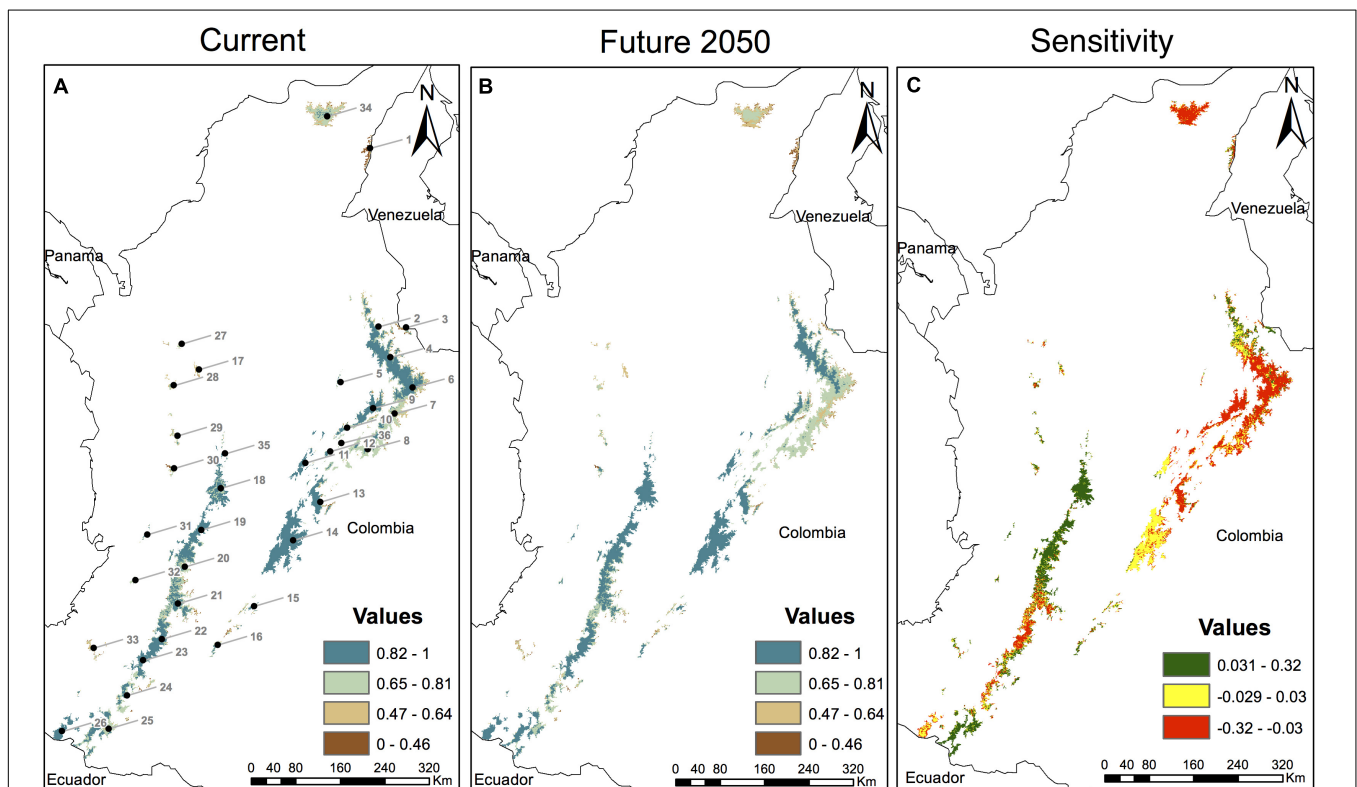 Current
Future 2050
Sensitivity
A
N
34
1
Venezuela
Panama
2
3
27
4
17
5
6
28
9
7
10
29
36
35
12
8
30
11
18
13
31
19
Colombia
14
32
20
21
15
22
16
33
23
24
26
25
Values
0.82 - 1
0.65 - 0.81
0.47 - 0.64
0 - 0.46
0 40 80 160 240 320
Km
Ecuador
B
N
Venezuela
Panama
Colombia
Values
0.82 - 1
0.65 - 0.81
0.47 - 0.64
0 - 0.46
0 40 80 160 240 320
Km
Ecuador
C
N
Venezuela
Panama
Colombia
Values
0.031 - 0.32
-0.029 - 0.03
-0.32 - -0.03
0 40 80 160 240 320
Km
Ecuador